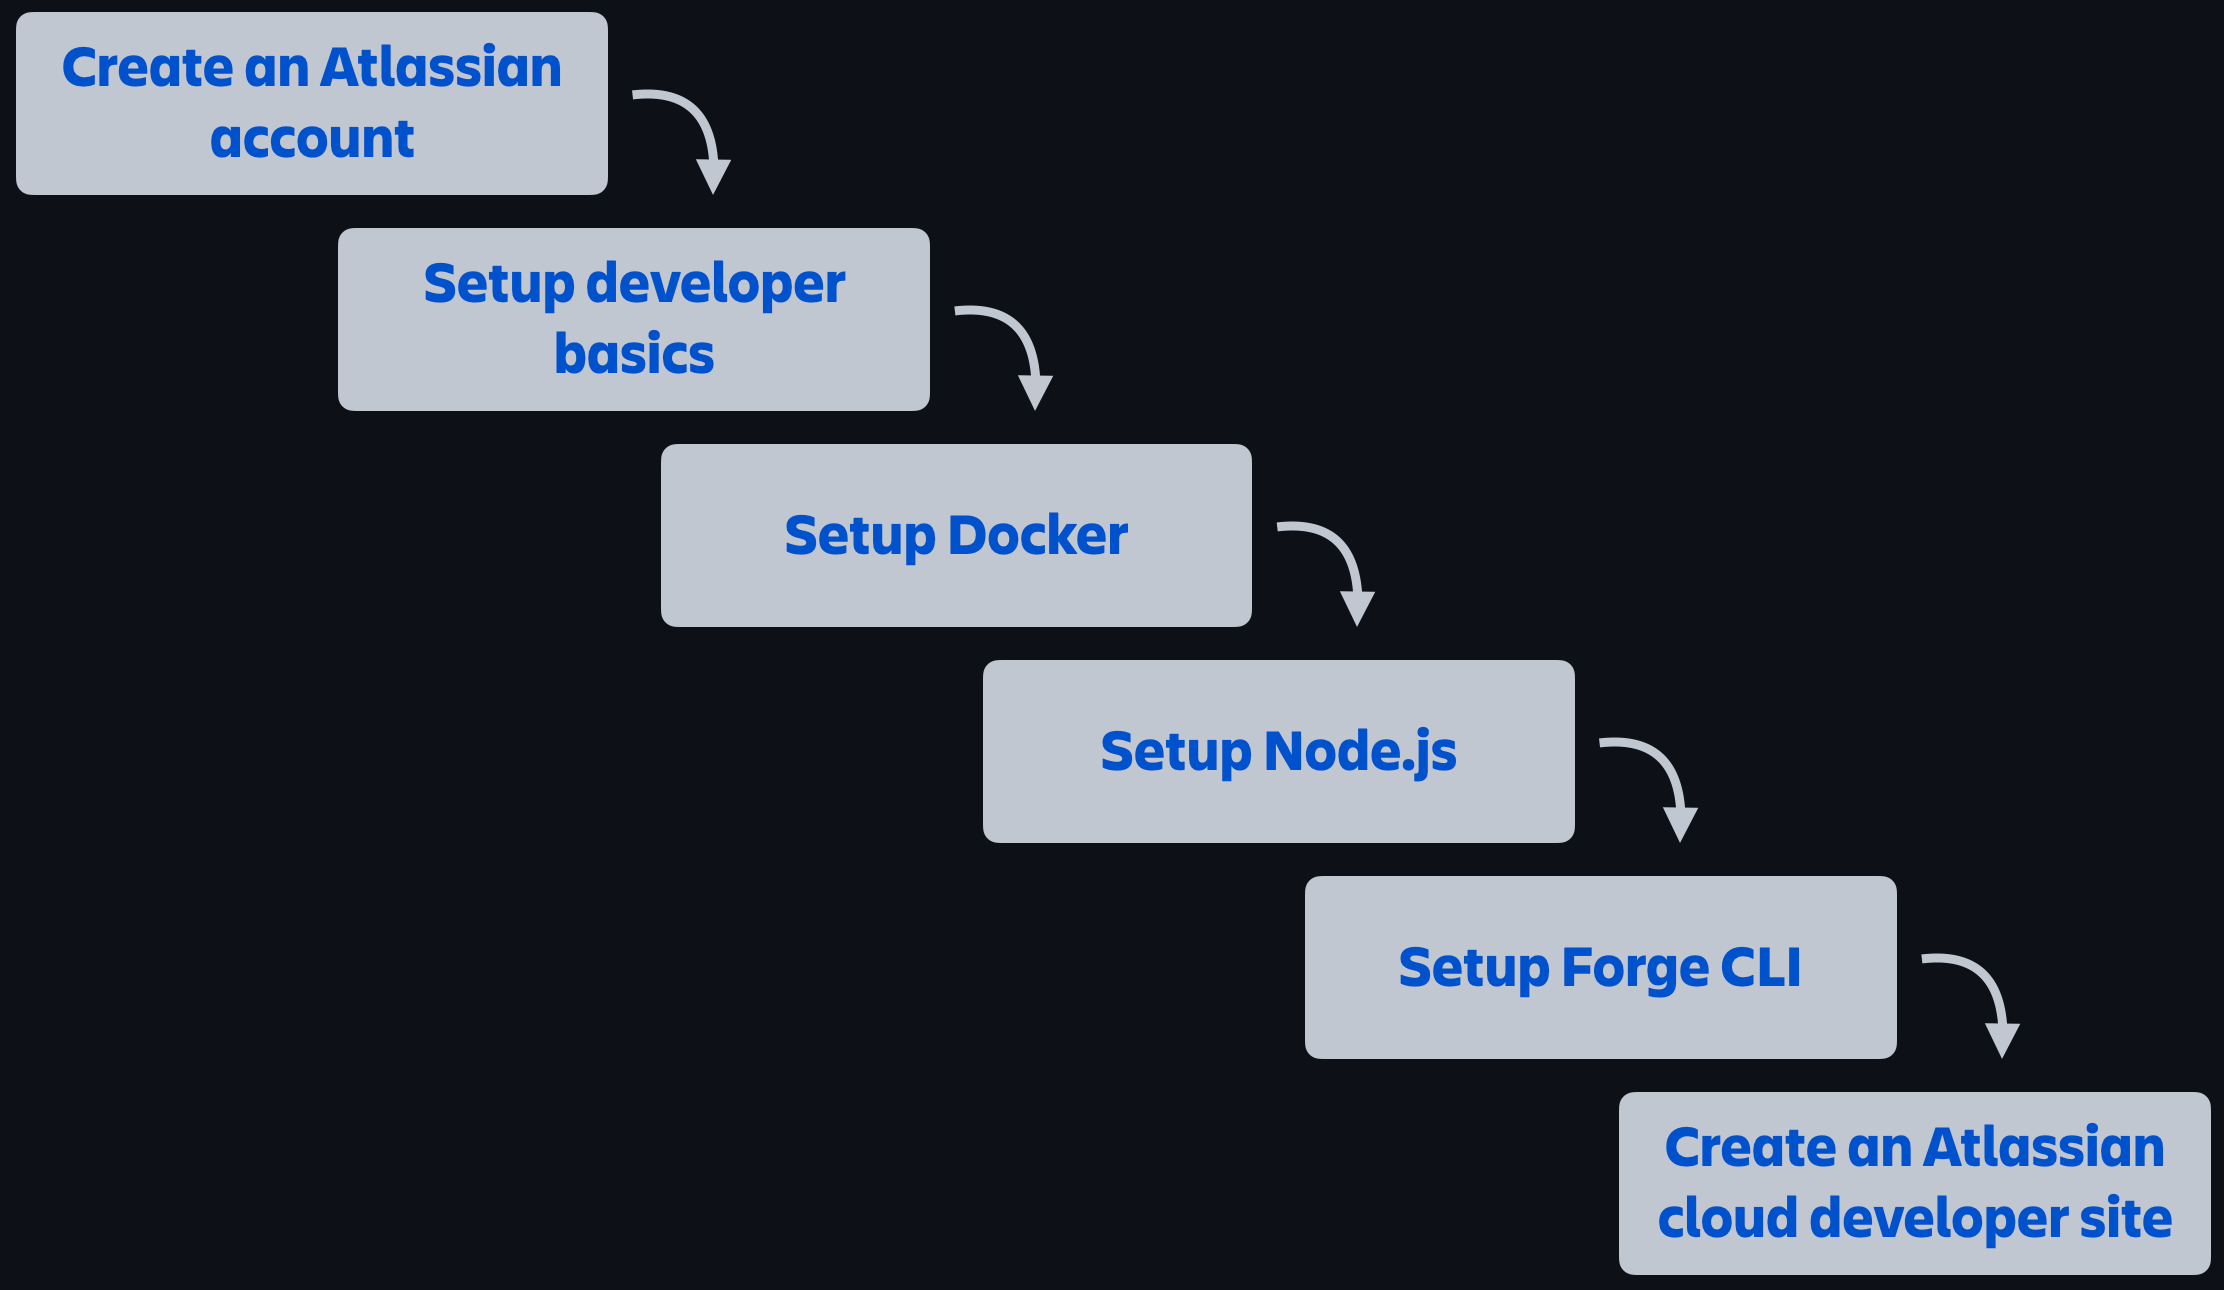 Create an Atlassian
account
Setup developer
basics
Setup Docker
Setup Node.js
Setup Forge CLI
Create an Atlassian
cloud developer site